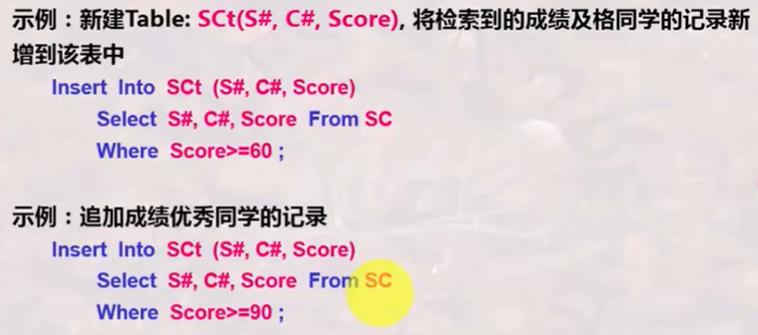 示例：新建Table: SCt(S#, C#, Score), 将检索到的成绩及格同学的记录新
增到该表中
Insert Into SCt (S#, C#, Score)
Select S#, C#, Score From SC
Where Score>=60 ;
示例：追加成绩优秀同学的记录
Insert Into SCt (S#, C#, Score)
Select S#, C#, Score From SC
Where Score>=90 ;